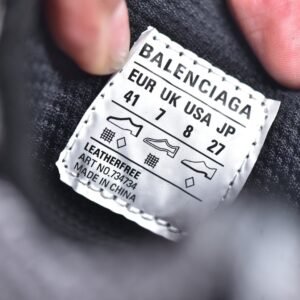 BALENCIAGA
EUR UK USA JP
41 7 8 27
LEATHERFREE
ART NO.734734
MADE IN CHINA